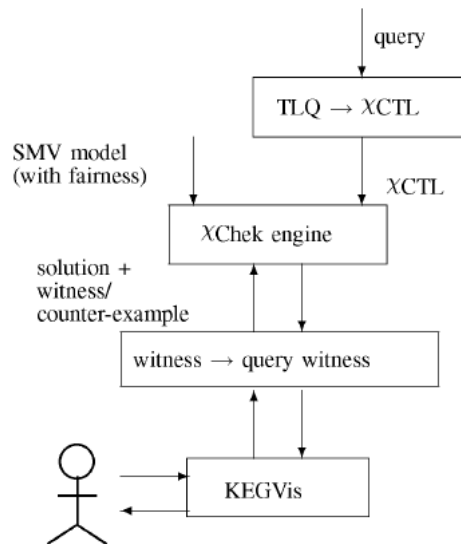 query
TLQ → χCTL
SMV model
(with fairness)
χCTL
χChek engine
solution +
witness/
counter-example
witness → query witness
KEGVis